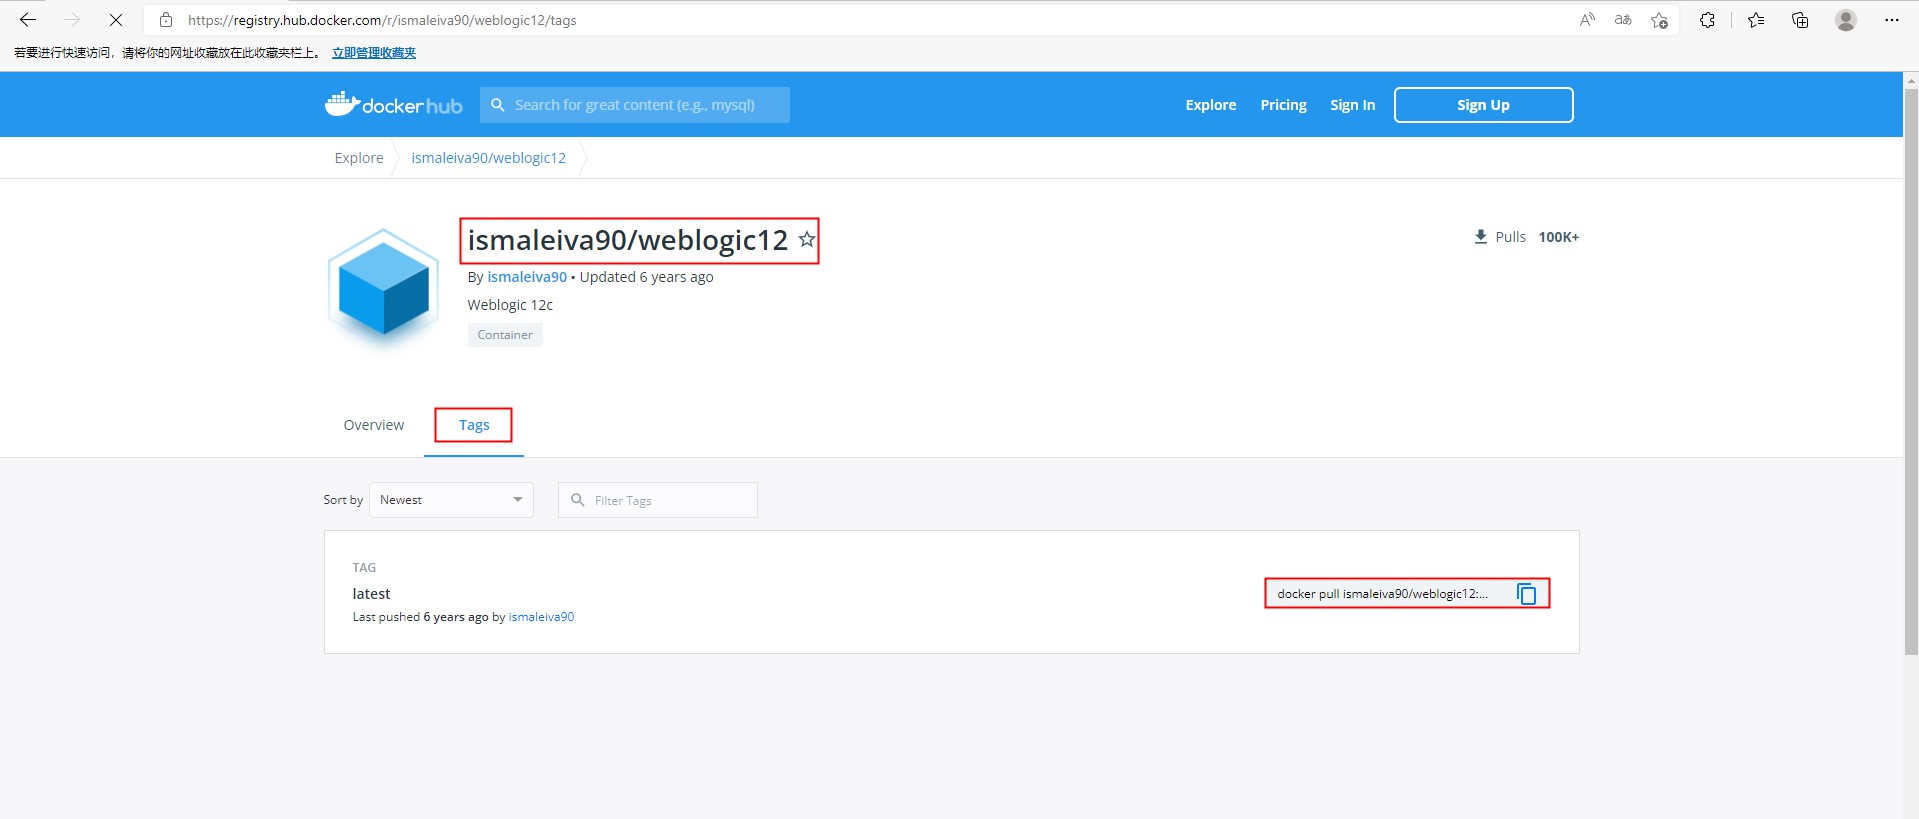 https://registry.hub.docker.com/r/ismaleiva90/weblogic12/tags
若要进行快速访问，请将你的网址收藏放在此收藏夹栏上。 立即管理收藏夹
docker hub Search for great content (e.g., mysql) Explore Pricing Sign In Sign Up
Explore ismaleiva90/weblogic12
ismaleiva90/weblogic12
Pulls 100K+
By ismaleiva90 • Updated 6 years ago
Weblogic 12c
Container
Overview Tags
Sort by Newest Filter Tags
TAG
latest
docker pull ismaleiva90/weblogic12:...
Last pushed 6 years ago by ismaleiva90